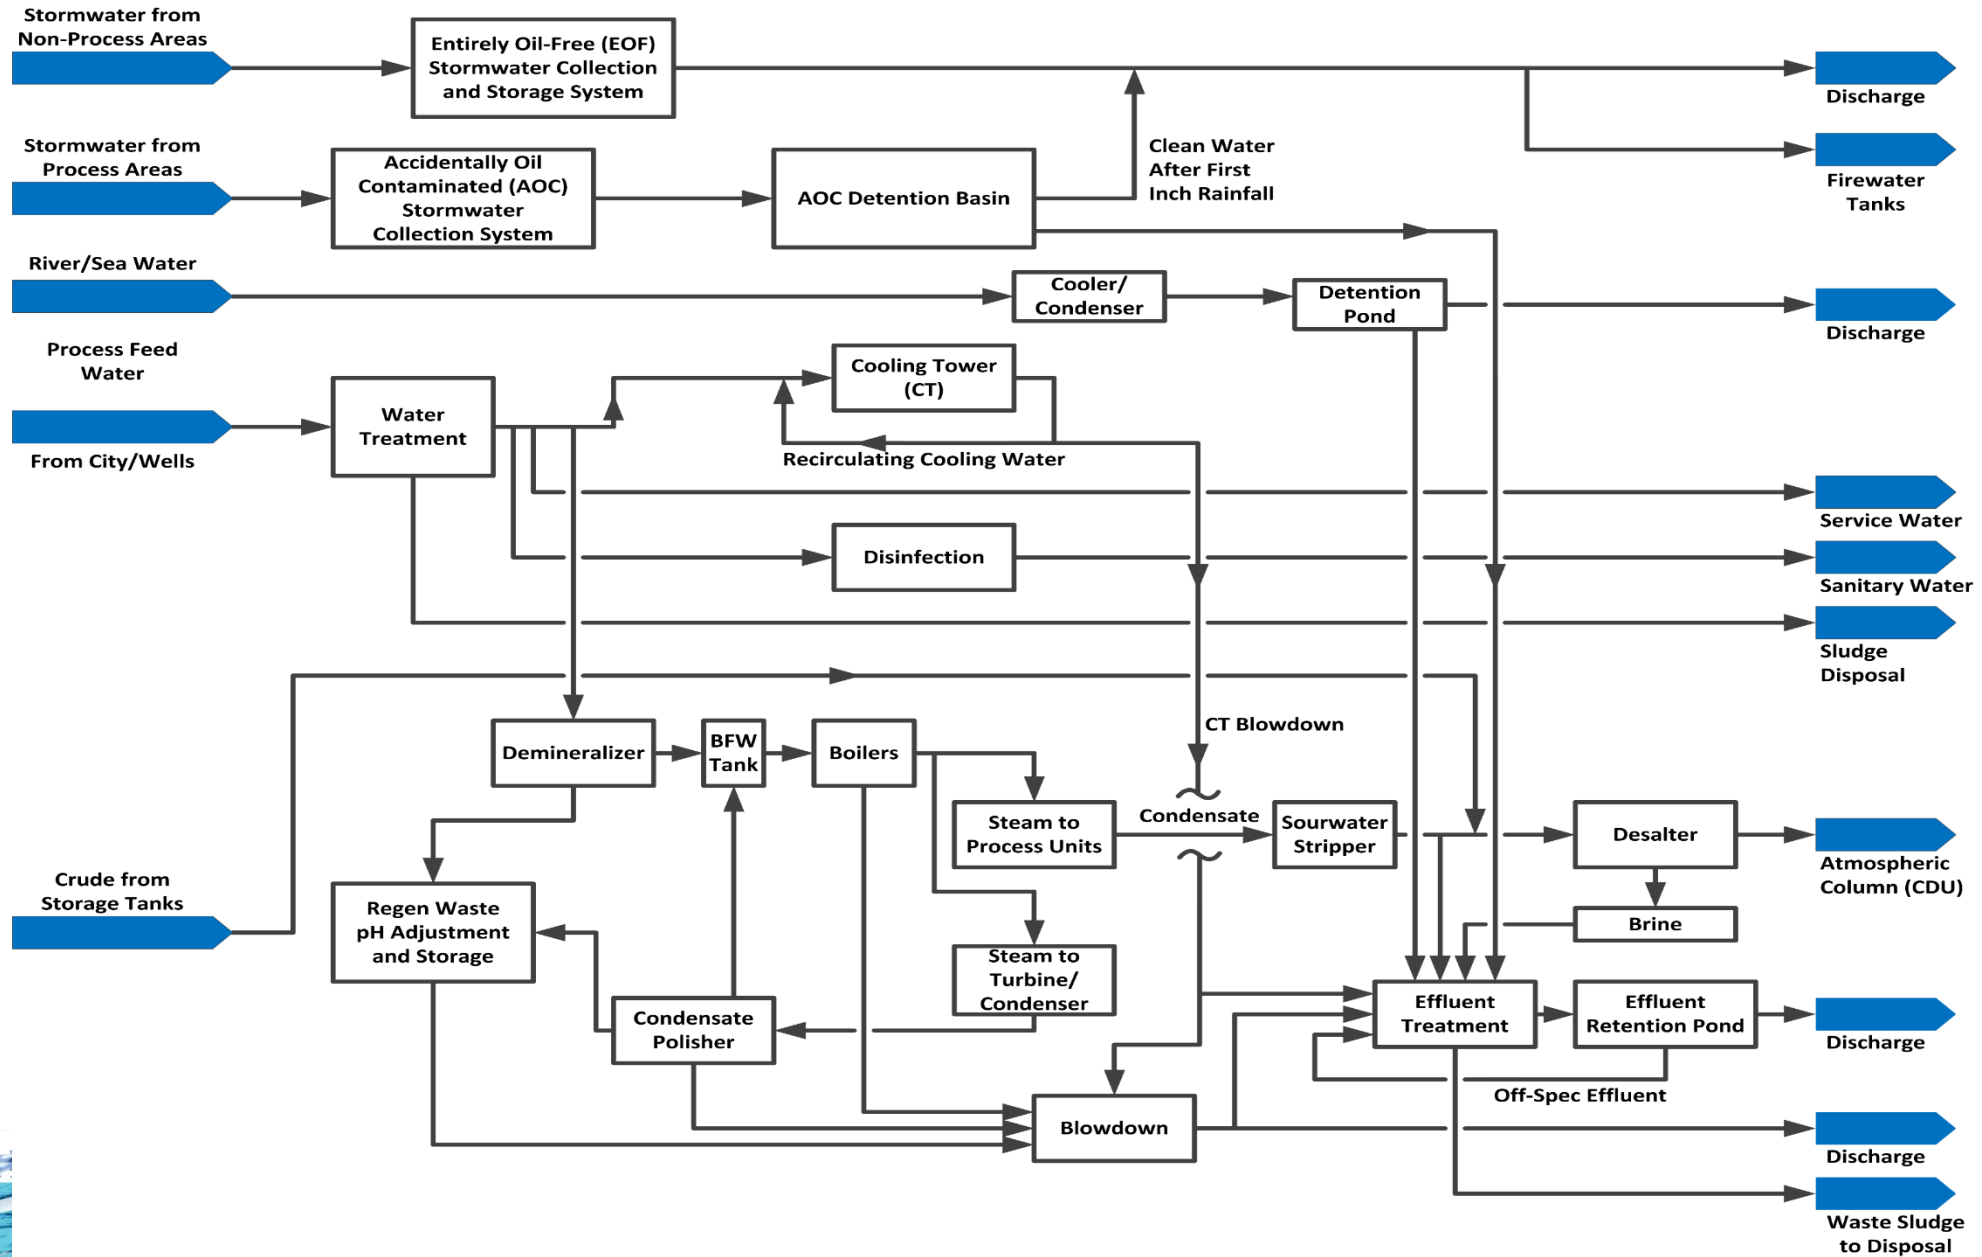 Stormwater from
Non-Process Areas
Entirely Oil-Free (EOF)
Stormwater Collection
and Storage System
Discharge
Stormwater from
Process Areas
Accidentally Oil
Contaminated (AOC)
Stormwater
Collection System
AOC Detention Basin
Clean Water
After First
Inch Rainfall
Firewater
Tanks
River/Sea Water
Cooler/
Condenser
Detention
Pond
Discharge
Process Feed
Water
From City/Wells
Water
Treatment
Cooling Tower
(CT)
Recirculating Cooling Water
Service Water
Disinfection
Sanitary Water
Sludge
Disposal
Demineralizer
BFW
Tank
Boilers
CT Blowdown
Steam to
Process Units
Condensate
Sourwater
Stripper
Desalter
Atmospheric
Column (CDU)
Crude from
Storage Tanks
Regen Waste
pH Adjustment
and Storage
Brine
Steam to
Turbine/
Condenser
Condensate
Polisher
Effluent
Treatment
Effluent
Retention Pond
Discharge
Off-Spec Effluent
Blowdown
Discharge
Waste Sludge
to Disposal